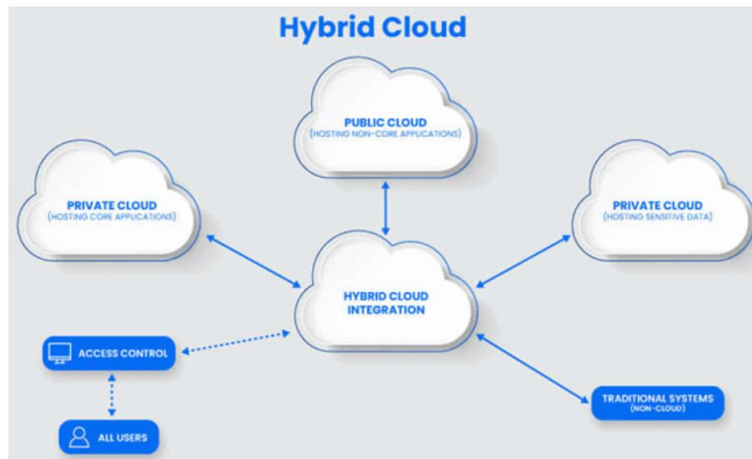 Hybrid Cloud
PUBLIC CLOUD
(HOSTING NON-CORE APPLICATIONS)
PRIVATE CLOUD
(HOSTING CORE APPLICATIONS)
PRIVATE CLOUD
(HOSTING SENSITIVE DATA)
HYBRID CLOUD
INTEGRATION
ACCESS CONTROL
TRADITIONAL SYSTEMS
(NON-CLOUD)
ALL USERS